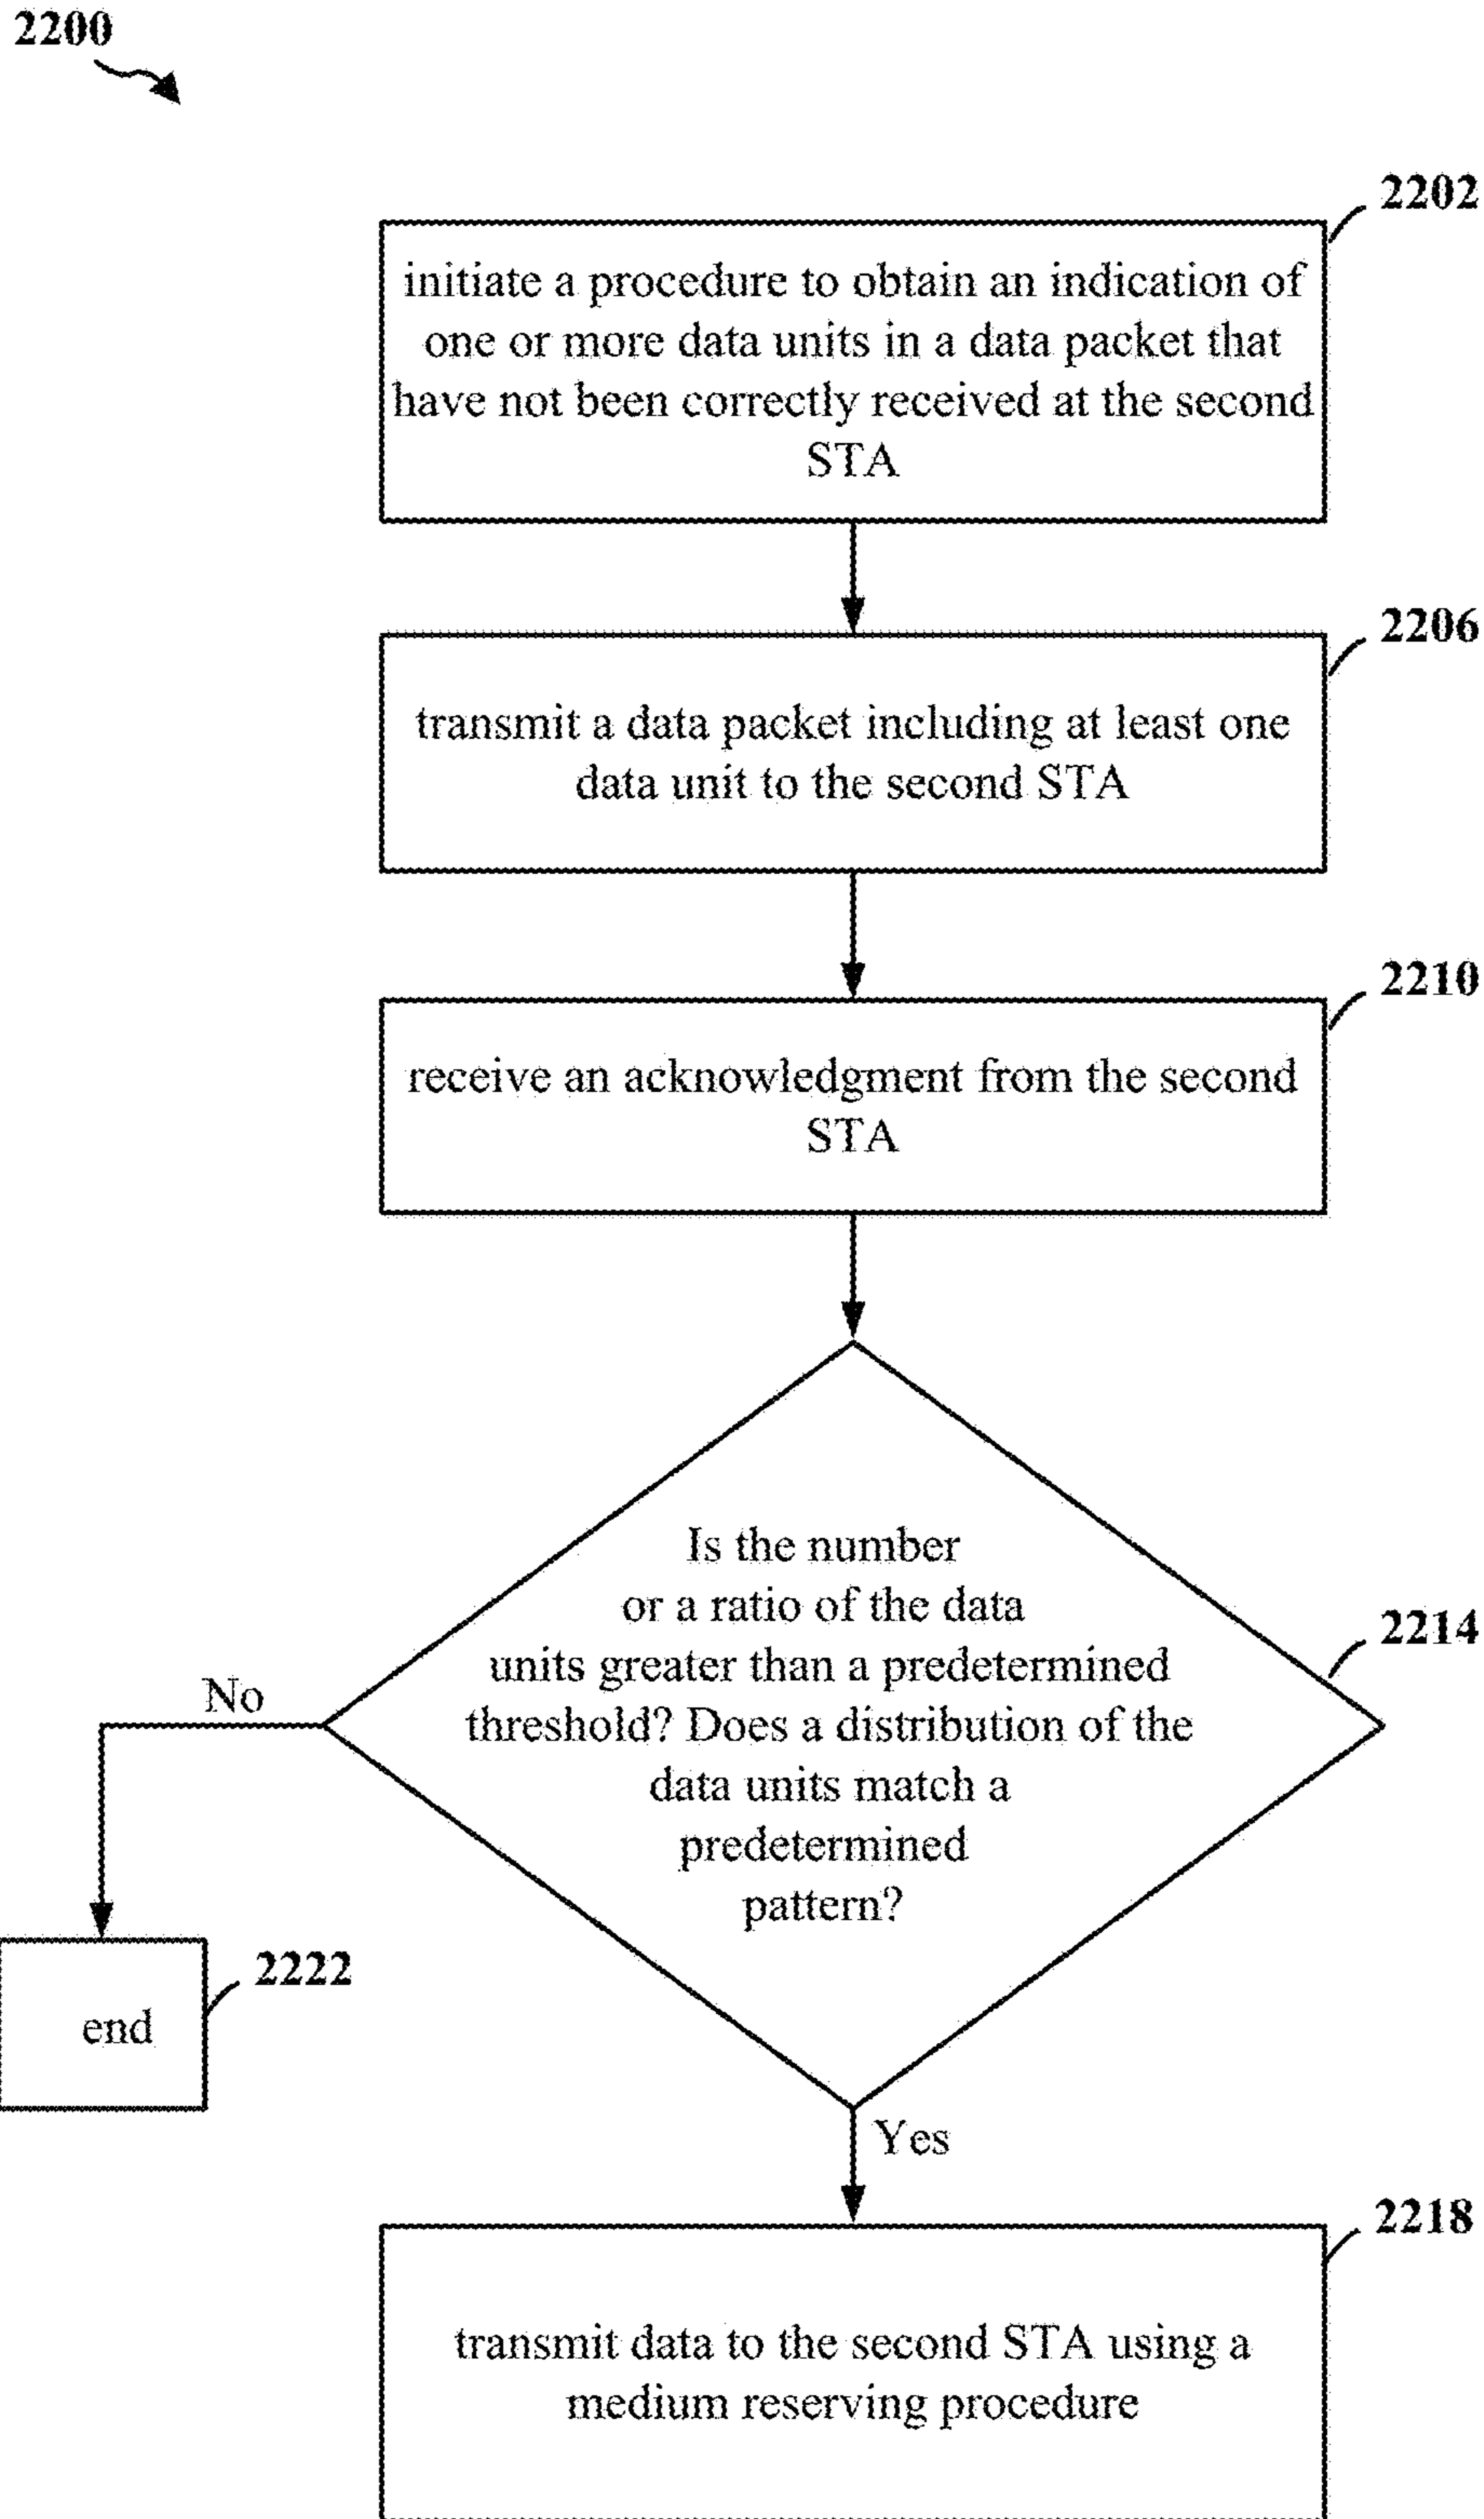 2200
2202
initiate a procedure to obtain an indication of
one or more data units in a data packet that
have not been correctly received at the second
STA
2206
transmit a data packet including at least one
data unit to the second STA
2210
receive an acknowledgment from the second
STA
Is the number
or a ratio of the data
units greater than a predetermined
threshold? Does a distribution of the
data units match a
predetermined
pattern?
2214
No
2222
end
Yes
2218
transmit data to the second STA using a
medium reserving procedure